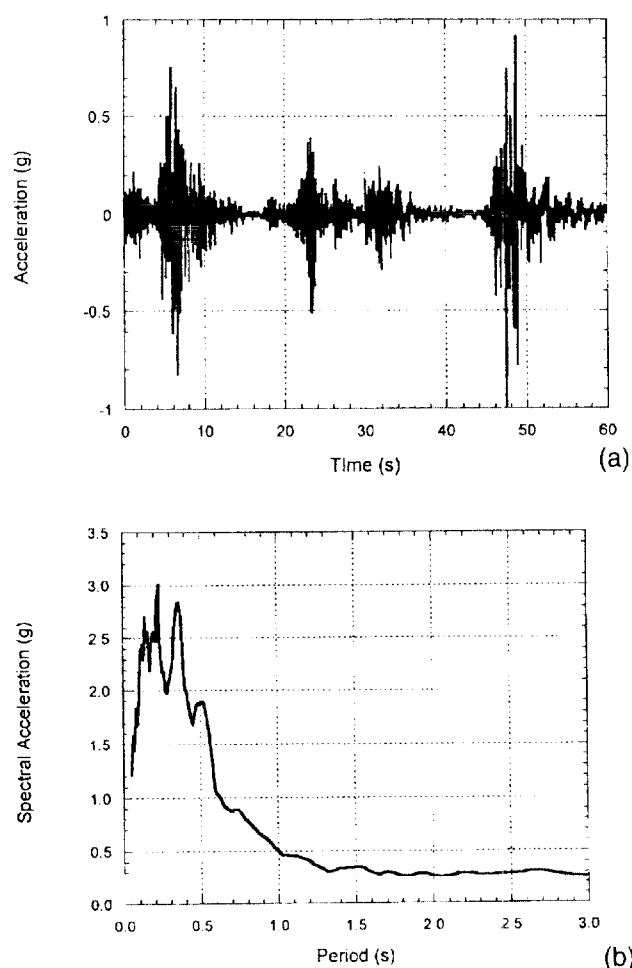 1
0.5
0
-0.5
-1
Acceleration (g)
0 10 20 30 40 50 60
Time (s)
(a)
3.5
3.0
2.5
2.0
1.5
1.0
0.5
0.0
Spectral Acceleration (g)
0.0 0.5 1.0 1.5 2.0 2.5 3.0
Period (s)
(b)